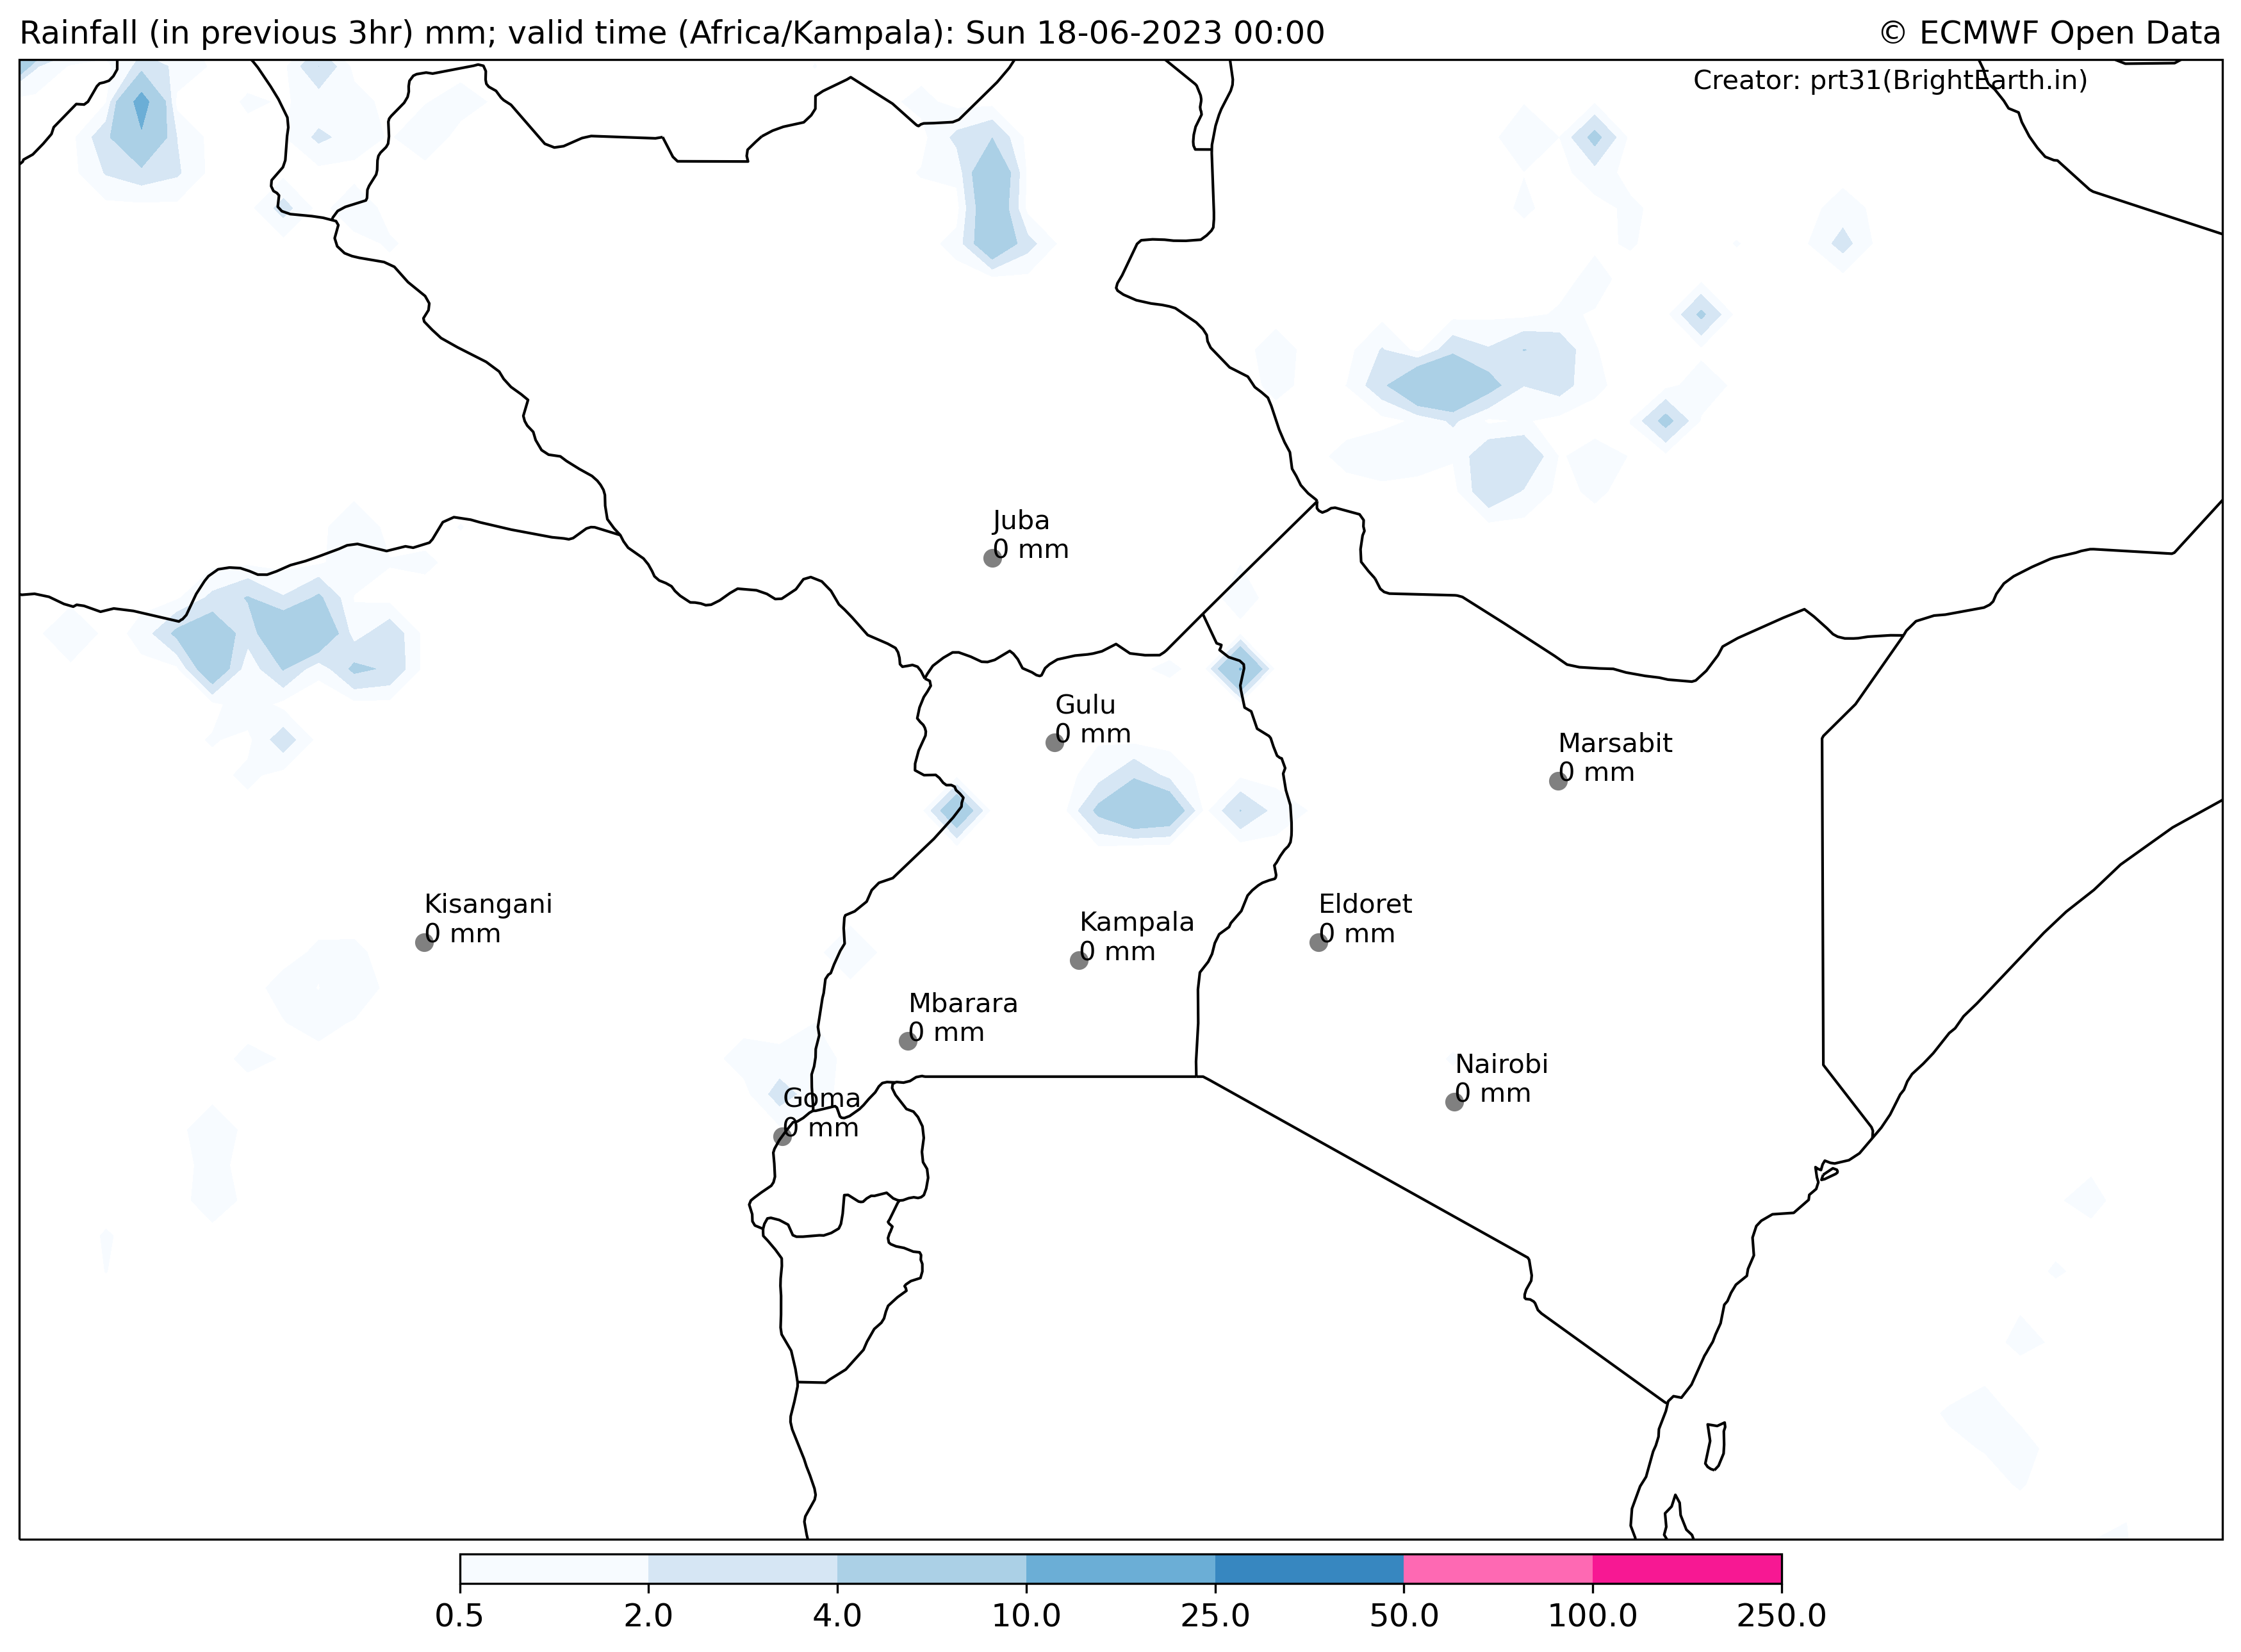 Rainfall (in previous 3hr) mm; valid time (Africa/Kampala): Sun 18-06-2023 00:00
© ECMWF Open Data
Creator: prt31(BrightEarth.in)
Juba
0 mm
Gulu
0 mm
Marsabit
0 mm
Kisangani
0 mm
Eldoret
0 mm
Kampala
0 mm
Mbarara
0 mm
Nairobi
0 mm
Goma
0 mm
0.5 2.0 4.0 10.0 25.0 50.0 100.0 250.0